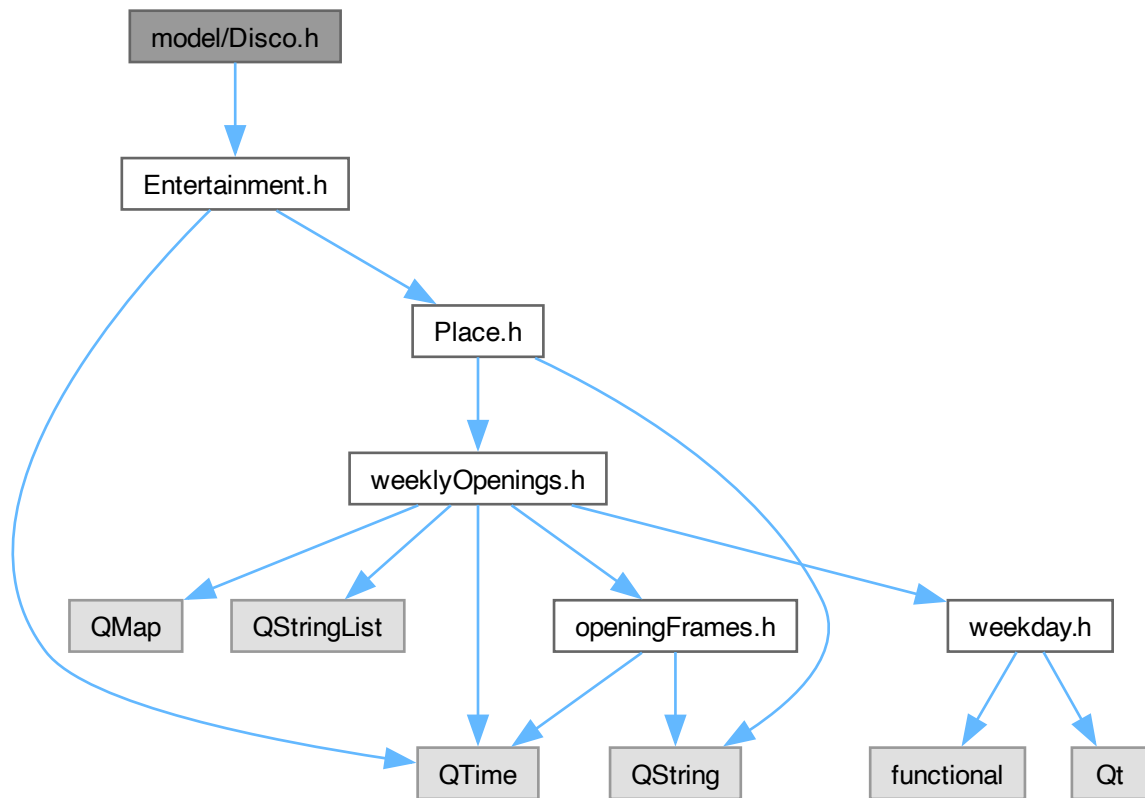 model/Disco.h
Entertainment.h
Place.h
weeklyOpenings.h
QMap
QStringList
openingFrames.h
weekday.h
QTime
QString
functional
Qt